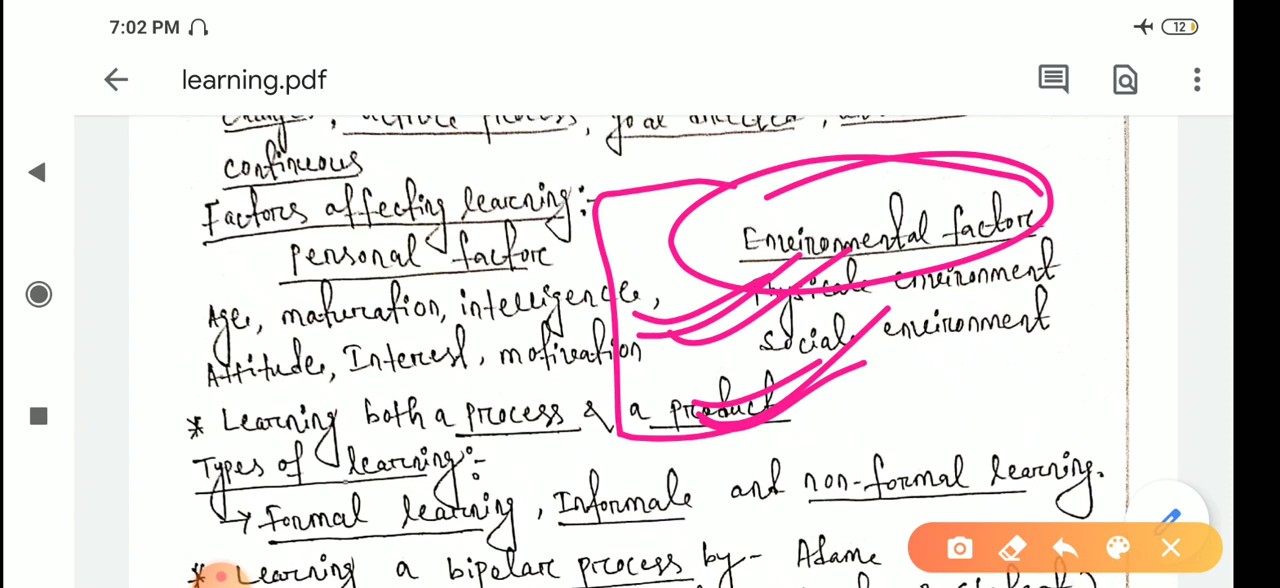 7:02 PM
12
learning.pdf
continuous
Factors affecting learning:-
Personal factor
Environmental factor
Age, maturation, intelligence,
Physical environment
Attitude, Interest, motivation
Social environment
* Learning both a process & a product
Types of learning:-
→ Formal learning, Informal and non-formal learning.
* Learning a bipolar process by- Adame